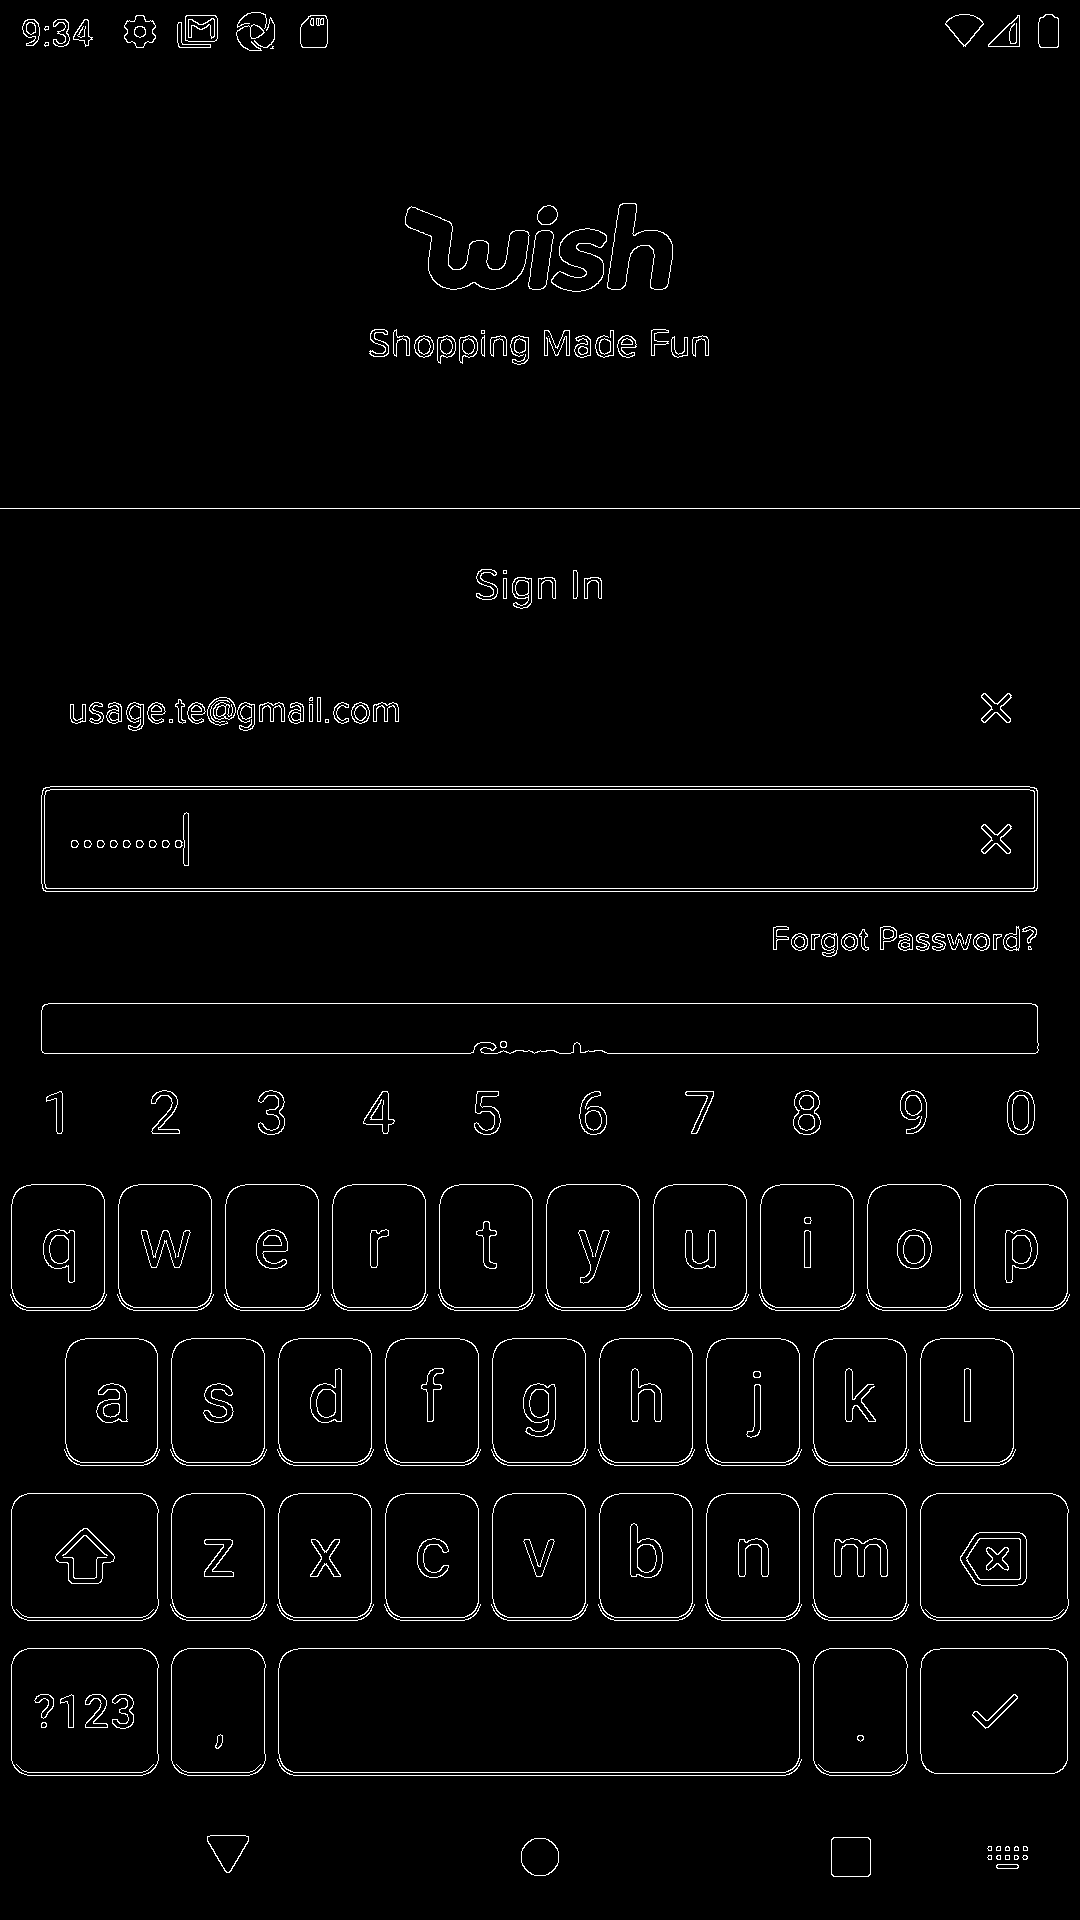 9:34
wish
Shopping Made Fun
Sign In
usage.te@gmail.com
Forgot Password?
1 2 3 4 5 6 7 8 9 0
q w e r t y u i o p
a s d f g h j k l
z x c v b n m
?123 , .